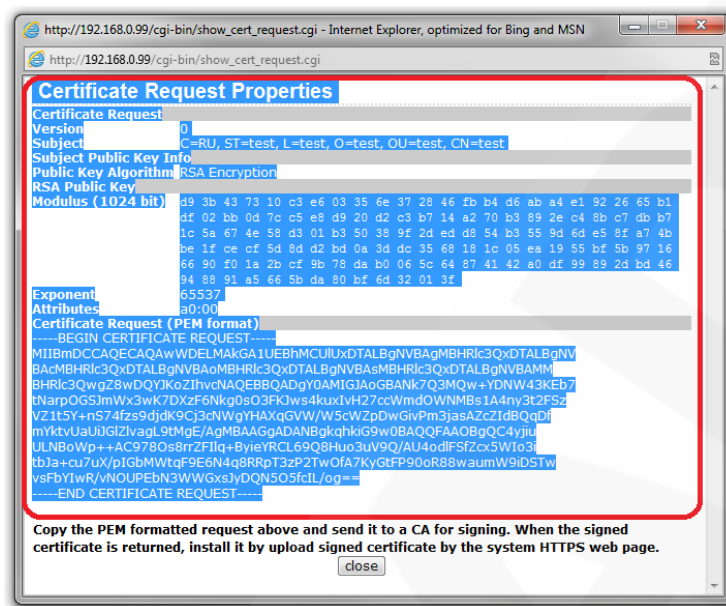 http://192.168.0.99/cgi-bin/show_cert_request.cgi - Internet Explorer, optimized for Bing and MSN
http://192.168.0.99/cgi-bin/show_cert_request.cgi
Certificate Request Properties
Certificate Request
Version 0
Subject C=RU, ST=test, L=test, O=test, OU=test, CN=test
Subject Public Key Info
Public Key Algorithm RSA Encryption
RSA Public Key
Modulus (1024 bit) d9 3b 43 73 10 c3 e6 03 35 6e 37 28 46 fb b4 d6 ab a4 e1 92 26 65 b1
df 02 bb 0d 7c c5 e8 d9 20 d2 c3 b7 14 a2 70 b3 89 2e c4 8b c7 db b7
1c 5a 67 4e 58 d3 01 b3 50 38 9f 2d ed d8 54 b3 55 9d 6d e5 8f a7 4b
be 1f ce cf 5d 8d d2 bd 0a 3d dc 35 68 18 1c 05 ea 19 55 bf 5b 97 16
66 90 f0 1a 2b cf 9b 78 da b0 06 5c 64 87 41 42 a0 df 99 89 2d bd 46
94 88 91 a5 66 5b da 80 bf 6d 32 01 3f
Exponent 65537
Attributes a0:00
Certificate Request (PEM format)
-----BEGIN CERTIFICATE REQUEST-----
MIIBmDCCAQECAQAwWDELMAkGA1UEBhMCUlUxDTALBgNVBAgMBHRlc3QxDTALBgNV
BAcMBHRlc3QxDTALBgNVBAoMBHRlc3QxDTALBgNVBAsMBHRlc3QxDTALBgNVBAMM
BHRlc3QwgZ8wDQYJKoZIhvcNAQEBBQADgY0AMIGJAoGBANk7Q3MQw+YDNW43KEb7
tNarpOGSJmWx3wK7DXzF6Nkg0sO3FKJws4kuxIvH27ccWmdOWNMBs1A4ny3t2FSz
VZ1t5Y+nS74fzs9djdK9Cj3cNWgYHAXqGVW/W5cWZpDwGivPm3jasAZcZIdBQqDf
mYktvUaUiJGlZlvagL9tMgE/AgMBAAGgADANBgkqhkiG9w0BAQQFAAOBgQC4yjiu
ULNBoWp++AC978Os8rrZFIlq+ByieYRCL69Q8Huo3uV9Q/AU4odlFSfZcx5WIo3i
tbJa+cu7uX/pIGbMWtqF9E6N4q8RRpT3zP2TwOfA7KyGtFP90oR88waumW9iDSTw
vsFbYIwR/vNOUPEbN3WWGxsJyDQN5O5fcIL/og==
-----END CERTIFICATE REQUEST-----
Copy the PEM formatted request above and send it to a CA for signing. When the signed
certificate is returned, install it by upload signed certificate by the system HTTPS web page.
close